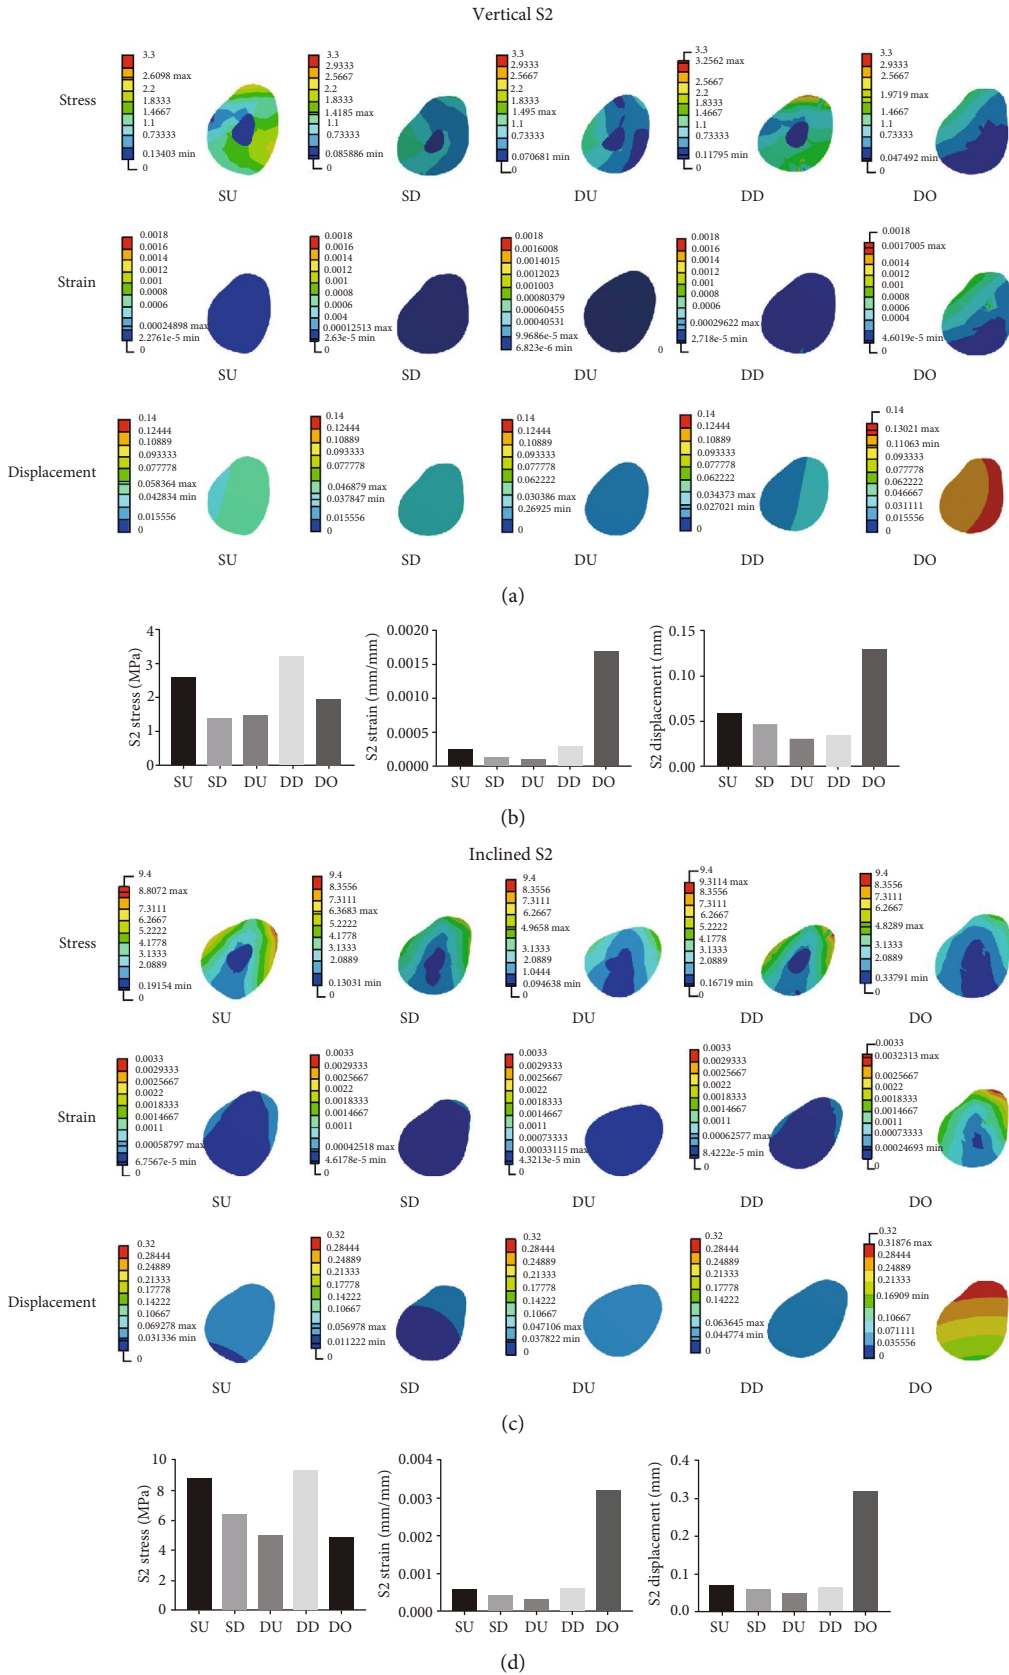 Vertical S2
Stress
3.3
2.6098 max
2.2
1.8333
1.4667
1.1
0.73333
0.13403 min
0
SU
3.3
2.9333
2.5667
1.8333
1.4185 max
1.1
0.73333
0.085886 min
0
SD
3.3
2.9333
2.5667
1.8333
1.495 max
1.1
0.73333
0.070681 min
0
DU
3.3
3.2562 max
2.5667
2.2
1.8333
1.4667
1.1
0.73333
0.11795 min
0
DD
3.3
2.9333
2.5667
1.9719 max
1.4667
1.1
0.73333
0.047492 min
0
DO
Strain
0.0018
0.0016
0.0014
0.0012
0.001
0.0008
0.0006
0.00024898 max
2.2761e-5 min
0
SU
0.0018
0.0016
0.0014
0.0012
0.001
0.0008
0.0006
0.004
0.00012513 max
2.63e-5 min
0
SD
0.0018
0.0016008
0.0014015
0.0012023
0.001003
0.00080379
0.00060455
0.00040531
9.9686e-5 max
6.823e-6 min
DU
0.0018
0.0016
0.0014
0.0012
0.001
0.0008
0.0006
0.00029622 max
2.718e-5 min
0
0
DD
0.0018
0.0017005 max
0.0014
0.0012
0.001
0.0008
0.0006
0.0004
4.6019e-5 min
0
DO
Displacement
0.14
0.12444
0.10889
0.093333
0.077778
0.058364 max
0.042834 min
0.015556
0
SU
0.14
0.12444
0.10889
0.093333
0.077778
0.046879 max
0.037847 min
0.015556
0
SD
0.14
0.12444
0.10889
0.093333
0.077778
0.062222
0.030386 max
0.26925 min
0
DU
0.14
0.12444
0.10889
0.093333
0.077778
0.062222
0.034373 max
0.027021 min
0
DD
0.14
0.13021 max
0.11063 min
0.093333
0.077778
0.062222
0.046667
0.031111
0.015556
0
DO
(a)
S2 stress (MPa)
4
3
2
1
0
SU SD DU DD DO
S2 strain (mm/mm)
0.0020
0.0015
0.0010
0.0005
0.0000
SU SD DU DD DO
S2 displacement (mm)
0.15
0.10
0.05
0.00
SU SD DU DD DO
(b)
Inclined S2
Stress
9.4
8.8072 max
7.3111
6.2667
5.2222
4.1778
3.1333
2.0889
0.19154 min
0
SU
9.4
8.3556
7.3111
6.3683 max
5.2222
4.1778
3.1333
2.0889
0.13031 min
0
SD
9.4
8.3556
7.3111
6.2667
4.9658 max
3.1333
2.0889
1.0444
0.094638 min
0
DU
9.4
9.3114 max
8.3556
7.3111
6.2667
5.2222
4.1778
3.1333
2.0889
0.16719 min
0
DD
9.4
8.3556
7.3111
6.2667
4.8289 max
3.1333
2.0889
0.33791 min
0
DO
Strain
0.0033
0.0029333
0.0025667
0.0022
0.0018333
0.0014667
0.0011
0.00058797 max
6.7567e-5 min
0
SU
0.0033
0.0029333
0.0025667
0.0022
0.0018333
0.0014667
0.0011
0.00042518 max
4.6178e-5 min
0
SD
0.0033
0.0029333
0.0025667
0.0022
0.0018333
0.0014667
0.0011
0.00073333
0.00033115 max
4.3213e-5 min
0
DU
0.0033
0.0029333
0.0025667
0.0022
0.0018333
0.0014667
0.0011
0.00062577 max
8.4222e-5 min
0
DD
0.0033
0.0032313 max
0.0025667
0.0022
0.0018333
0.0014667
0.0011
0.00073333
0.00024693 min
0
DO
Displacement
0.32
0.28444
0.24889
0.21333
0.17778
0.14222
0.10667
0.069278 max
0.031336 min
0
SU
0.32
0.28444
0.24889
0.21333
0.17778
0.14222
0.10667
0.056978 max
0.011222 min
0
SD
0.32
0.28444
0.24889
0.21333
0.17778
0.14222
0.10667
0.047106 max
0.037822 min
0
DU
0.32
0.28444
0.24889
0.21333
0.17778
0.14222
0.063645 max
0.044774 min
0
DD
0.32
0.31876 max
0.28444
0.24889
0.21333
0.16909 min
0.10667
0.071111
0.035556
0
DO
(c)
S2 stress (MPa)
10
8
6
4
2
0
SU SD DU DD DO
S2 strain (mm/mm)
0.004
0.003
0.002
0.001
0.000
SU SD DU DD DO
S2 displacement (mm)
0.4
0.3
0.2
0.1
0.0
SU SD DU DD DO
(d)